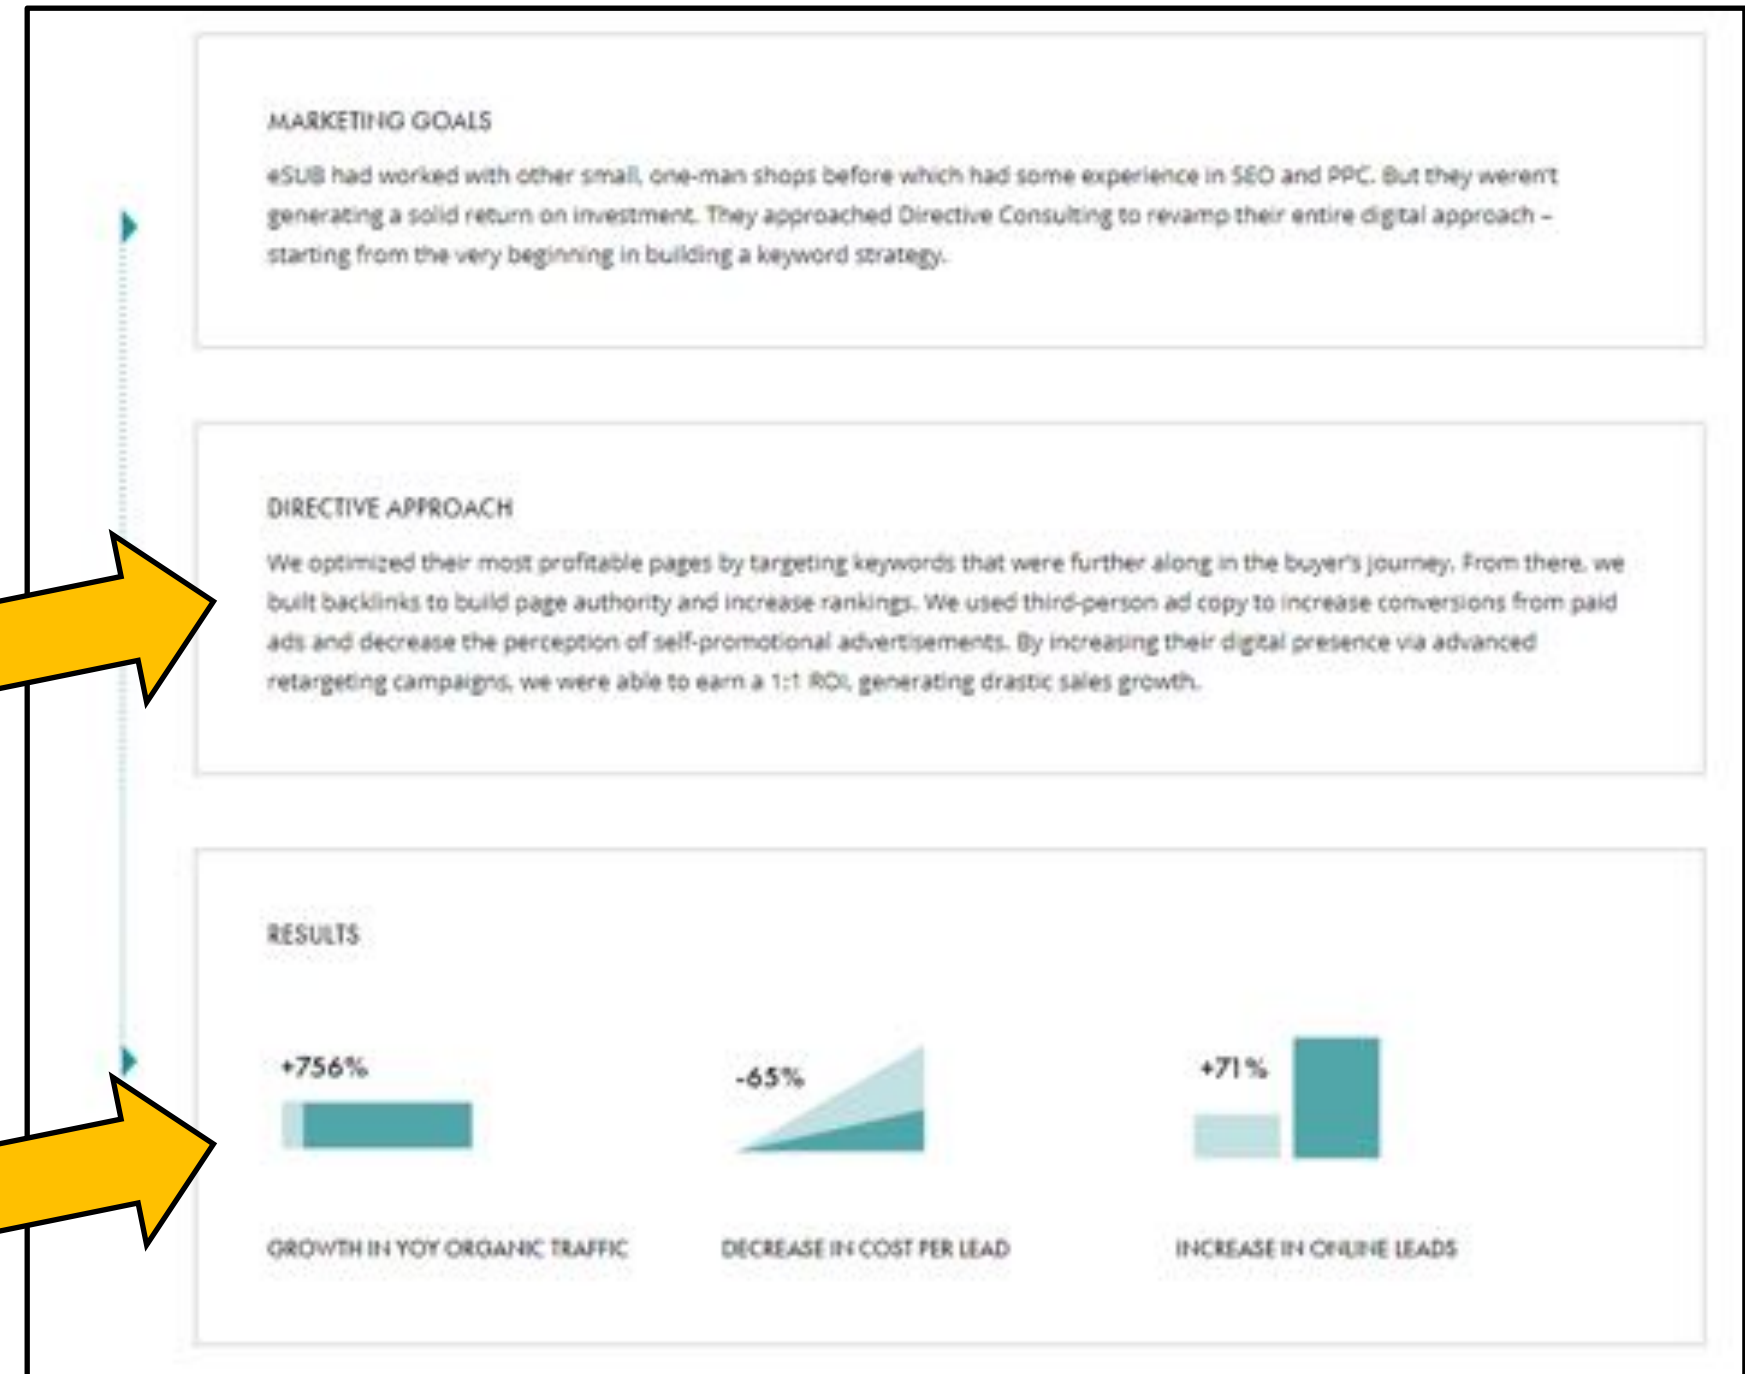 MARKETING GOALS
eSUB had worked with other small, one-man shops before which had some experience in SEO and PPC. But they weren't
generating a solid return on investment. They approached Directive Consulting to revamp their entire digital approach –
starting from the very beginning in building a keyword strategy.
DIRECTIVE APPROACH
We optimized their most profitable pages by targeting keywords that were further along in the buyer's journey. From there, we
built backlinks to build page authority and increase rankings. We used third-person ad copy to increase conversions from paid
ads and decrease the perception of self-promotional advertisements. By increasing their digital presence via advanced
retargeting campaigns, we were able to earn a 1:1 ROI, generating drastic sales growth.
RESULTS
+756%
-65%
+71%
GROWTH IN YOY ORGANIC TRAFFIC
DECREASE IN COST PER LEAD
INCREASE IN ONLINE LEADS